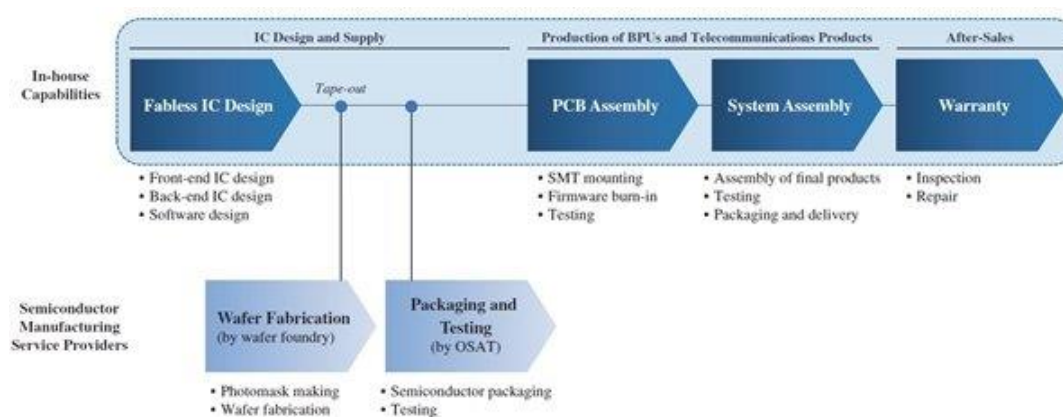 IC Design and Supply
Production of BPUs and Telecommunications Products
After-Sales
In-house
Capabilities
Fabless IC Design
Tape-out
PCB Assembly
System Assembly
Warranty
• Front-end IC design
• Back-end IC design
• Software design
• SMT mounting
• Firmware burn-in
• Testing
• Assembly of final products
• Testing
• Packaging and delivery
• Inspection
• Repair
Semiconductor
Manufacturing
Service Providers
Wafer Fabrication
(by wafer foundry)
Packaging and
Testing
(by OSAT)
• Photomask making
• Wafer fabrication
• Semiconductor packaging
• Testing